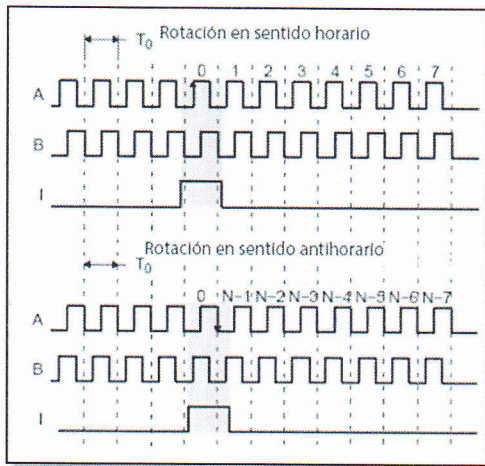 T0 Rotación en sentido horario
0 1 2 3 4 5 6 7
A
B
I
Rotación en sentido antihorario
T0
0 N-1 N-2 N-3 N-4 N-5 N-6 N-7
A
B
I